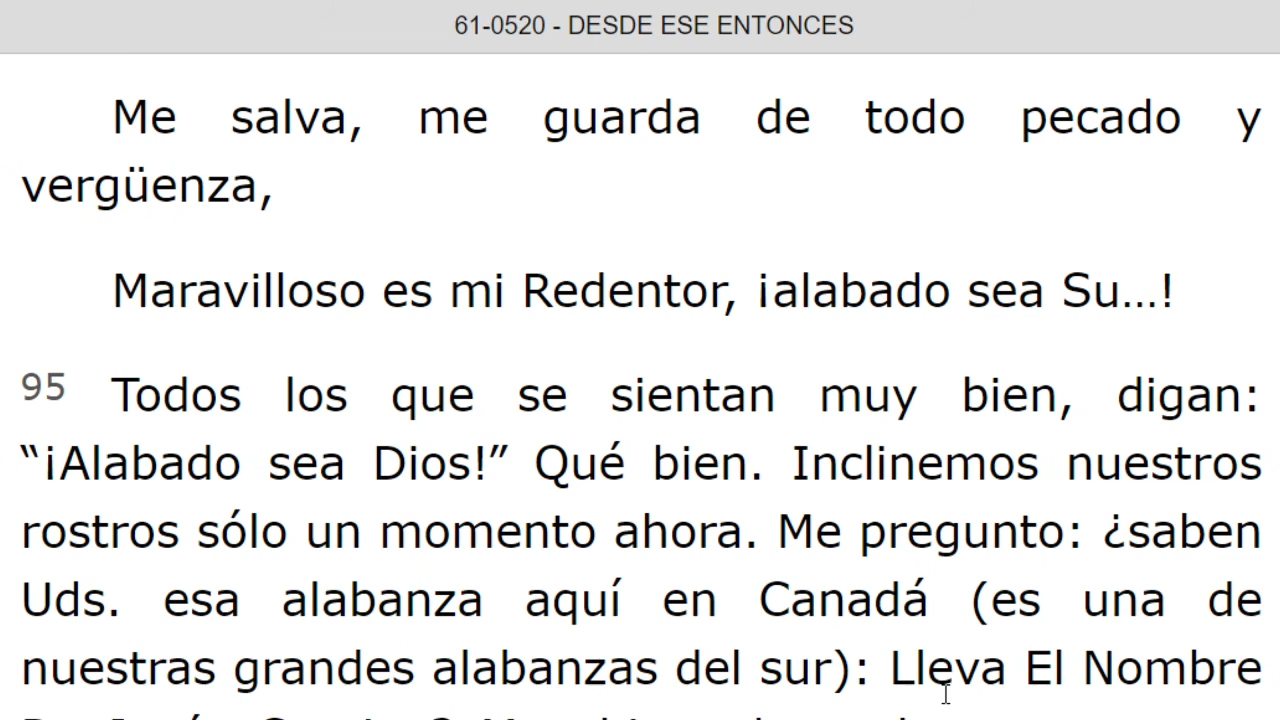 61-0520 - DESDE ESE ENTONCES
Me salva, me guarda de todo pecado y
vergüenza,
Maravilloso es mi Redentor, ¡alabado sea Su...!
95 Todos los que se sientan muy bien, digan:
“¡Alabado sea Dios!” Qué bien. Inclinemos nuestros
rostros sólo un momento ahora. Me pregunto: ¿saben
Uds. esa alabanza aquí en Canadá (es una de
nuestras grandes alabanzas del sur): Lleva El Nombre